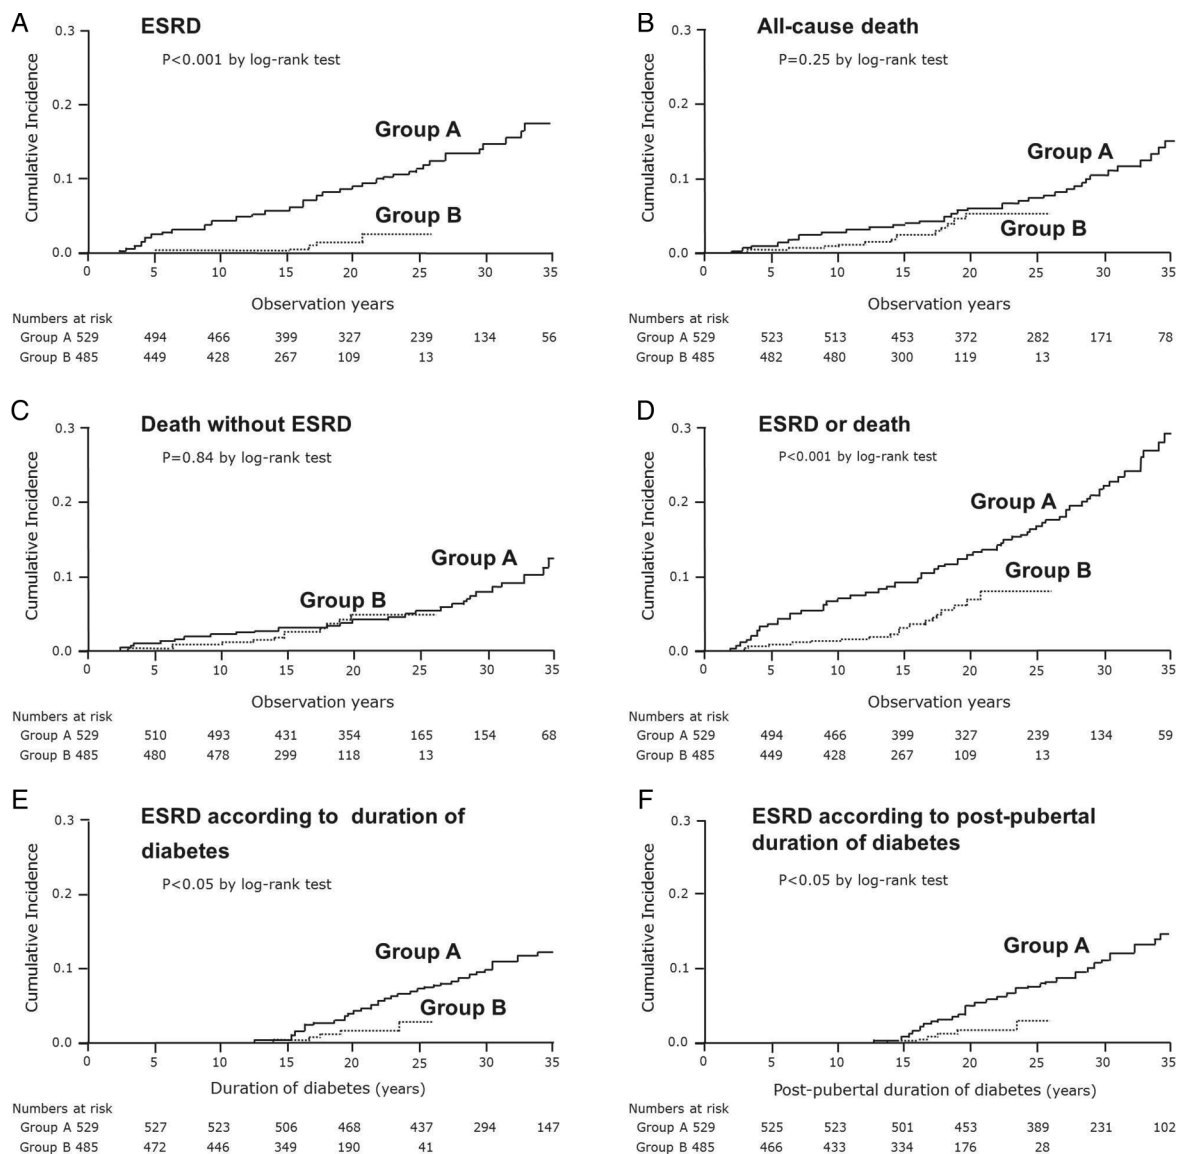 A
ESRD
P<0.001 by log-rank test
Cumulative Incidence
0.3
0.2
0.1
0.0
Group A
Group B
0 5 10 15 20 25 30 35
Observation years
Numbers at risk
Group A 529 494 466 399 327 239 134 56
Group B 485 449 428 267 109 13
B
All-cause death
P=0.25 by log-rank test
Cumulative Incidence
0.3
0.2
0.1
0.0
Group A
Group B
0 5 10 15 20 25 30 35
Observation years
Numbers at risk
Group A 529 523 513 453 372 282 171 78
Group B 485 482 480 300 119 13
C
Death without ESRD
P=0.84 by log-rank test
Cumulative Incidence
0.3
0.2
0.1
0.0
Group A
Group B
0 5 10 15 20 25 30 35
Observation years
Numbers at risk
Group A 529 510 493 431 354 165 154 68
Group B 485 480 478 299 118 13
D
ESRD or death
P<0.001 by log-rank test
Cumulative Incidence
0.3
0.2
0.1
0.0
Group A
Group B
0 5 10 15 20 25 30 35
Observation years
Numbers at risk
Group A 529 494 466 399 327 239 134 59
Group B 485 449 428 267 109 13
E
ESRD according to duration of
diabetes
P<0.05 by log-rank test
Cumulative Incidence
0.3
0.2
0.1
0.0
Group A
Group B
0 5 10 15 20 25 30 35
Duration of diabetes (years)
Numbers at risk
Group A 529 527 523 506 468 437 294 147
Group B 485 472 446 349 190 41
F
ESRD according to post-pubertal
duration of diabetes
P<0.05 by log-rank test
Cumulative Incidence
0.3
0.2
0.1
0.0
Group A
Group B
0 5 10 15 20 25 30 35
Post-pubertal duration of diabetes (years)
Numbers at risk
Group A 529 525 523 501 453 389 231 102
Group B 485 466 433 334 176 28